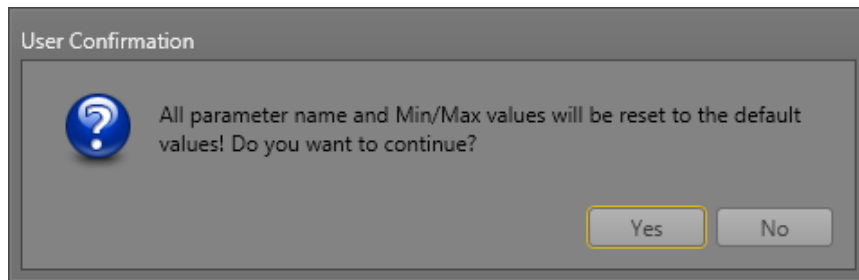 User Confirmation
All parameter name and Min/Max values will be reset to the default
values! Do you want to continue?
Yes No